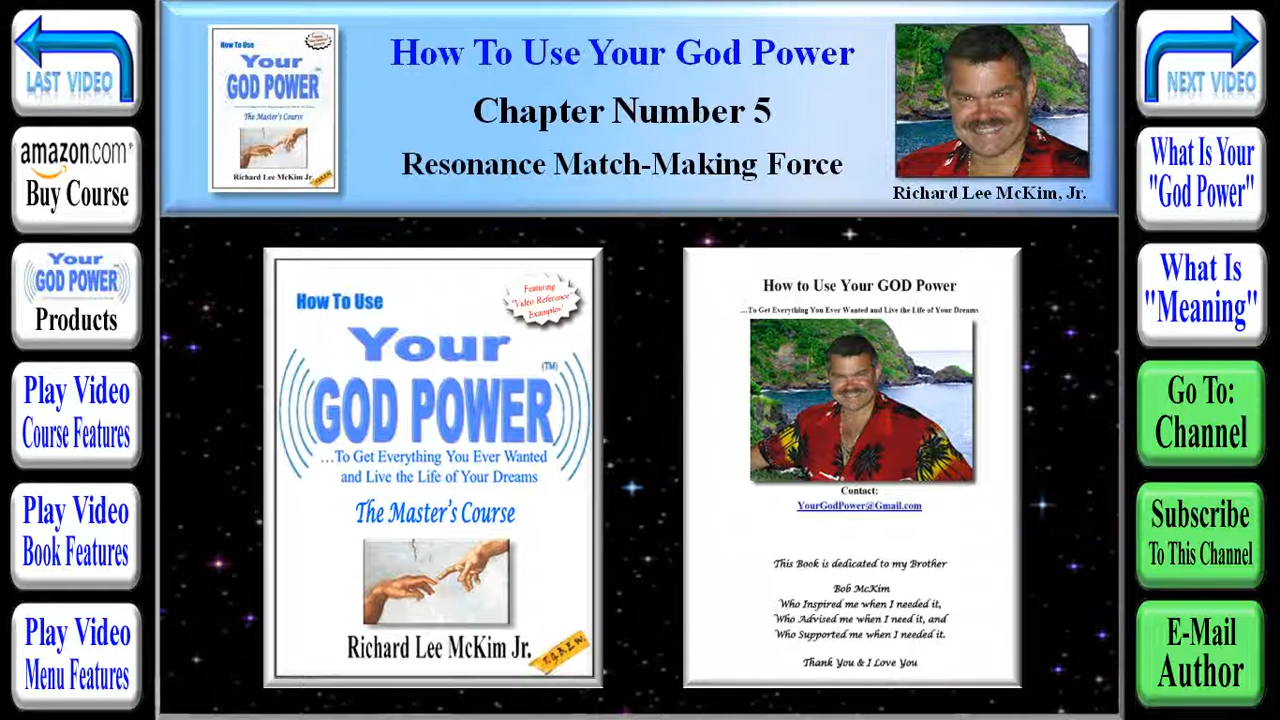 LAST VIDEO
amazon.com
Buy Course
Your
GOD POWER
Products
Play Video
Course Features
Play Video
Book Features
Play Video
Menu Features
How To Use
Your
GOD POWER
The Master's Course
Richard Lee McKim Jr.
How To Use Your God Power
Chapter Number 5
Resonance Match-Making Force
Richard Lee McKim, Jr.
Featuring
"Video Reference"
Examples
How To Use
Your
(TM)
GOD POWER
...To Get Everything You Ever Wanted
and Live the Life of Your Dreams
The Master's Course
Richard Lee McKim Jr.
How to Use Your GOD Power
...To Get Everything You Ever Wanted and Live the Life of Your Dreams
Contact:
YourGodPower@Gmail.com
This Book is dedicated to my Brother
Bob McKim
Who Inspired me when I needed it,
Who Advised me when I need it, and
Who Supported me when I needed it.
Thank You & I Love You
NEXT VIDEO
What Is Your
"God Power"
What Is
"Meaning"
Go To:
Channel
Subscribe
To This Channel
E-Mail
Author